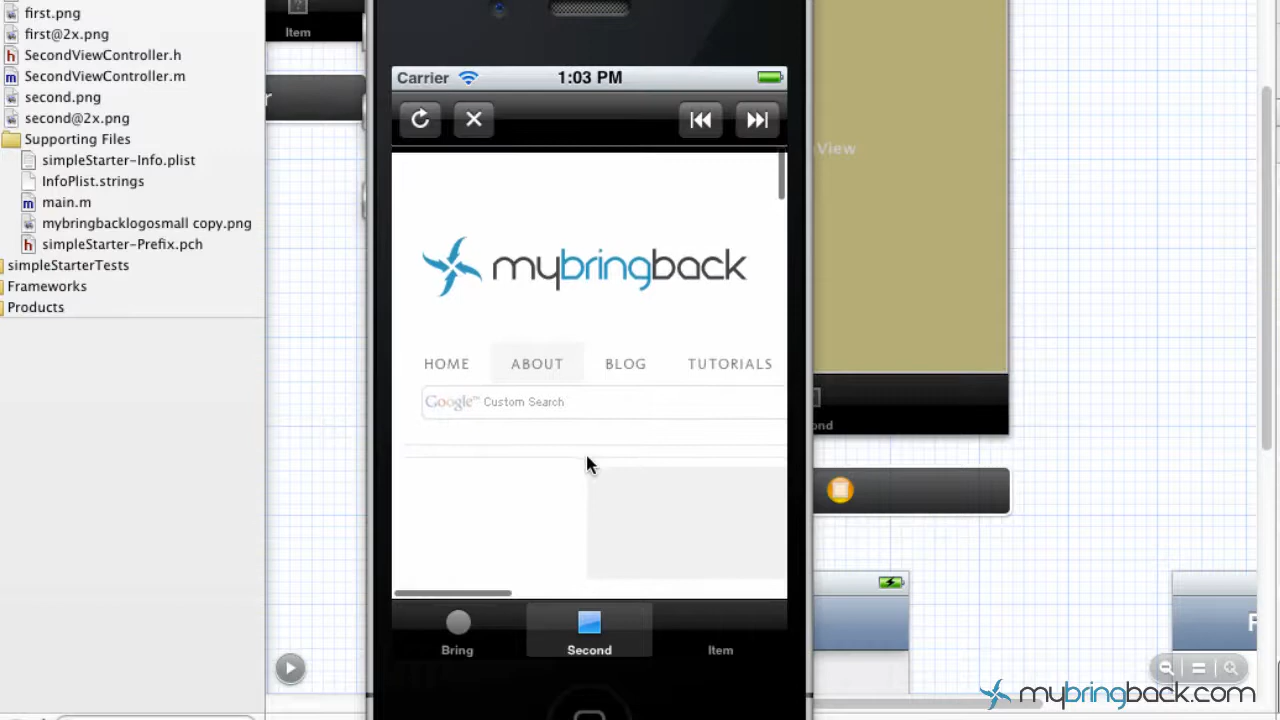 first.png
first@2x.png
h SecondViewController.h
m SecondViewController.m
second.png
second@2x.png
Supporting Files
simpleStarter-Info.plist
InfoPlist.strings
m main.m
mybringbacklogosmall copy.png
h simpleStarter-Prefix.pch
simpleStarterTests
Frameworks
Products
Item
r
Carrier 1:03 PM
mybringback
HOME ABOUT BLOG TUTORIALS
Google™ Custom Search
Bring Second Item
View
ond
F
mybringback.com